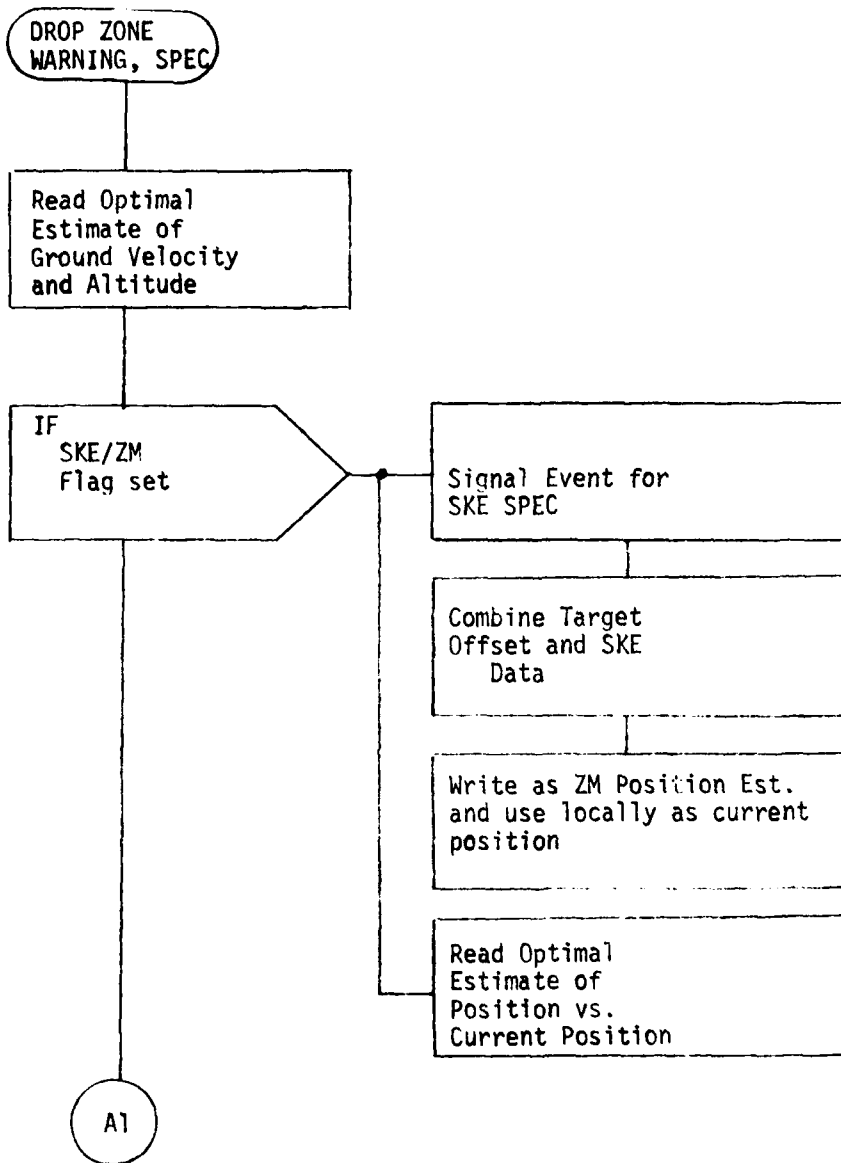 DROP ZONE
WARNING, SPEC
Read Optimal
Estimate of
Ground Velocity
and Altitude
IF
SKE/ZM
Flag set
Signal Event for
SKE SPEC
Combine Target
Offset and SKE
Data
Write as ZM Position Est.
and use locally as current
position
Read Optimal
Estimate of
Position vs.
Current Position
A1